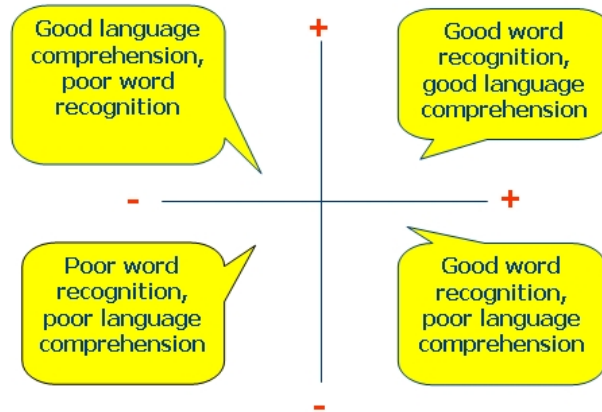 Good language
comprehension,
poor word
recognition
+
Good word
recognition,
good language
comprehension
-
+
Poor word
recognition,
poor language
comprehension
Good word
recognition,
poor language
comprehension
-